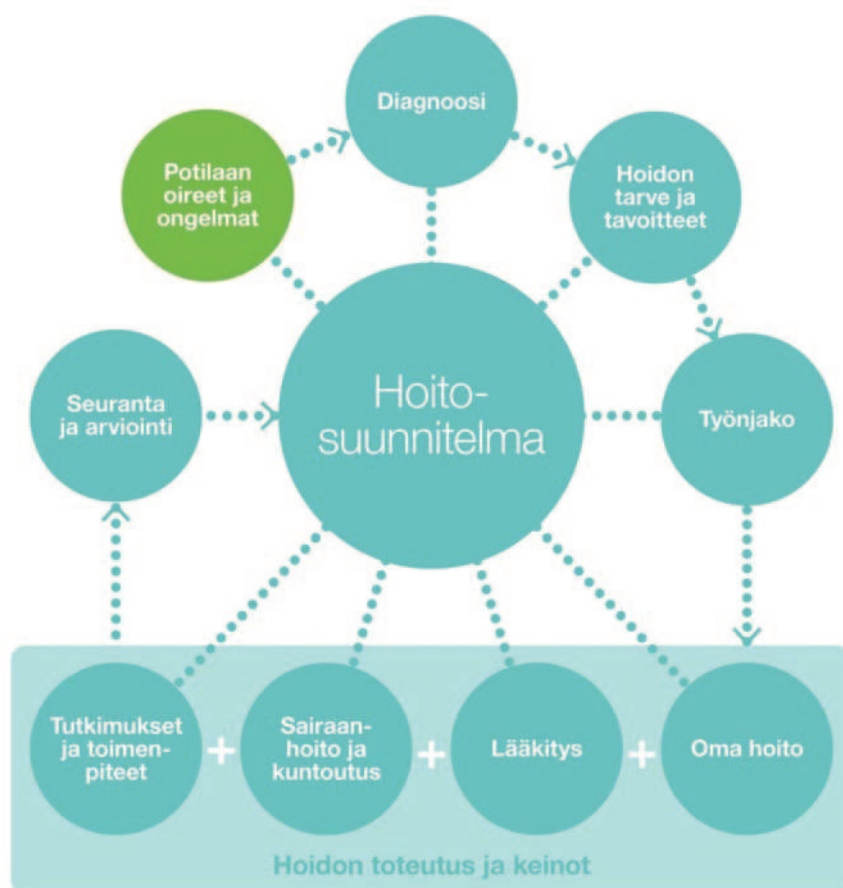 Diagnoosi
Potilaan
oireet ja
ongelmat
Hoidon
tarve ja
tavoitteet
Seuranta
ja arviointi
Hoito-
suunnitelma
Työnjako
Tutkimukset
ja toimen-
piteet
+
Sairaan-
hoito ja
kuntoutus
+
Lääkitys
+
Oma hoito
Hoidon toteutus ja keinot